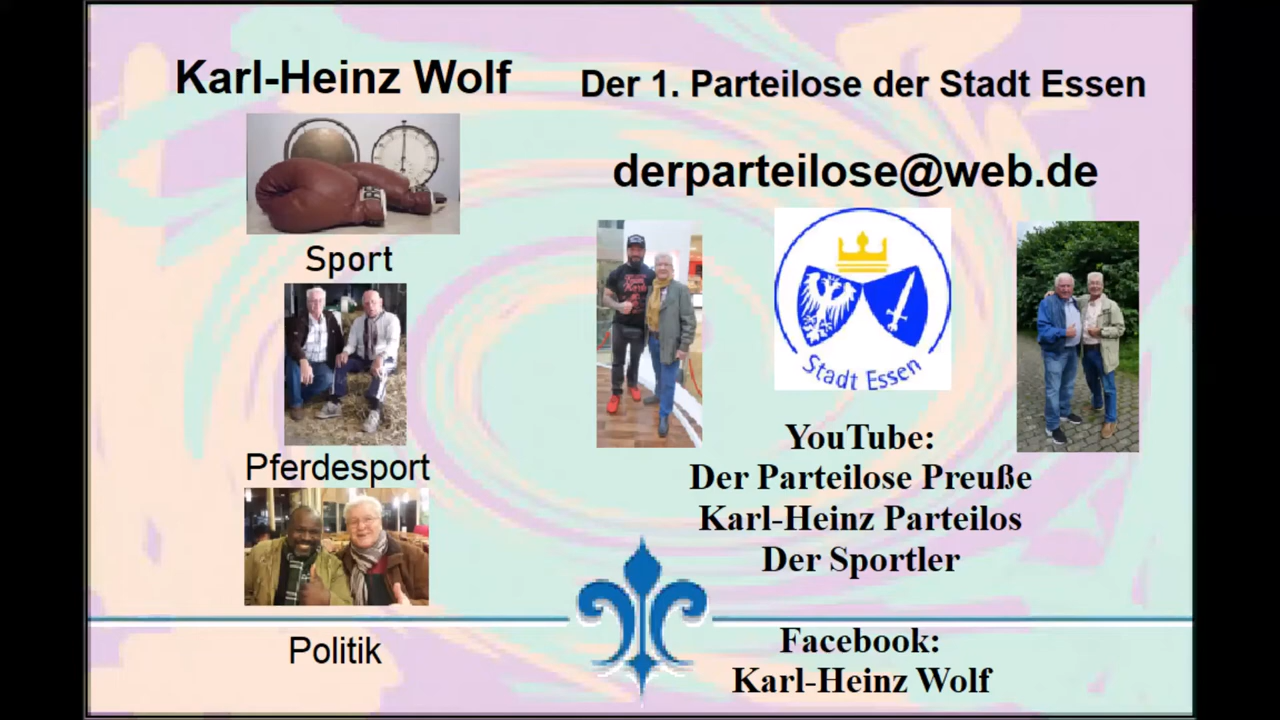 Karl-Heinz Wolf
Der 1. Parteilose der Stadt Essen
derparteilose@web.de
Sport
Pferdesport
Politik
Stadt Essen
YouTube:
Der Parteilose Preuße
Karl-Heinz Parteilos
Der Sportler
Facebook:
Karl-Heinz Wolf